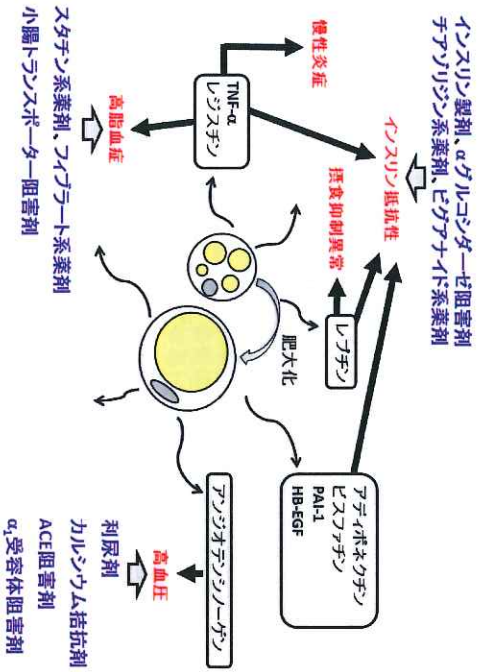 インスリン製剤、αグルコシダーゼ阻害剤
チアゾリジン系薬剤、ビグアナイド系薬剤
インスリン抵抗性
慢性炎症
摂食抑制異常
TNF-α
レジスチン
レプチン
アディポネクチン
ビスファチン
PAI-1
HB-EGF
高脂血症
肥大化
アンジオテンシノーゲン
スタチン系薬剤、フィブラート系薬剤
小腸トランスポーター阻害剤
高血圧
利尿剤
カルシウム拮抗剤
ACE阻害剤
α₁受容体阻害剤